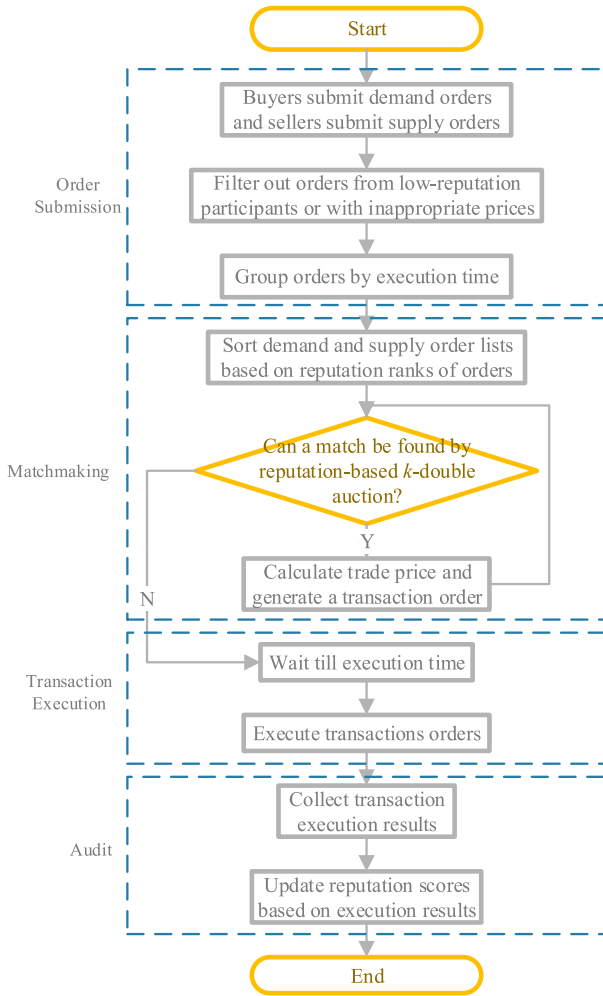 Start
Buyers submit demand orders
and sellers submit supply orders
Order
Submission
Filter out orders from low-reputation
participants or with inappropriate prices
Group orders by execution time
Sort demand and supply order lists
based on reputation ranks of orders
Matchmaking
Can a match be found by
reputation-based k-double
auction?
Y
Calculate trade price and
generate a transaction order
N
Transaction
Execution
Wait till execution time
Execute transactions orders
Audit
Collect transaction
execution results
Update reputation scores
based on execution results
End